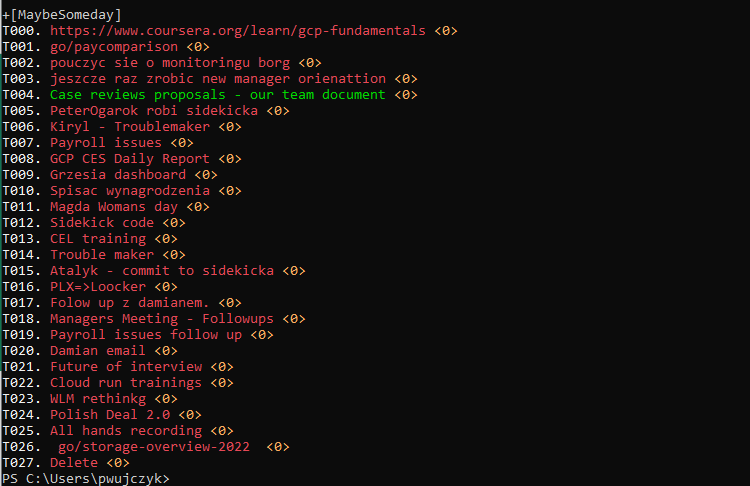 +[MaybeSomeday]
T000. https://www.coursera.org/learn/gcp-fundamentals <0>
T001. go/paycomparison <0>
T002. pouczyc sie o monitoringu borg <0>
T003. jeszcze raz zrobic new manager orienattion <0>
T004. Case reviews proposals - our team document <0>
T005. PeterOgarok robi sidekicka <0>
T006. Kiryl - Troublemaker <0>
T007. Payroll issues <0>
T008. GCP CES Daily Report <0>
T009. Grzesia dashboard <0>
T010. Spisac wynagrodzenia <0>
T011. Magda Womans day <0>
T012. Sidekick code <0>
T013. CEL training <0>
T014. Trouble maker <0>
T015. Atalyk - commit to sidekicka <0>
T016. PLX=>Loocker <0>
T017. Folow up z damianem. <0>
T018. Managers Meeting - Followups <0>
T019. Payroll issues follow up <0>
T020. Damian email <0>
T021. Future of interview <0>
T022. Cloud run trainings <0>
T023. WLM rethinkg <0>
T024. Polish Deal 2.0 <0>
T025. All hands recording <0>
T026.  go/storage-overview-2022  <0>
T027. Delete <0>
PS C:\Users\pwujczyk>